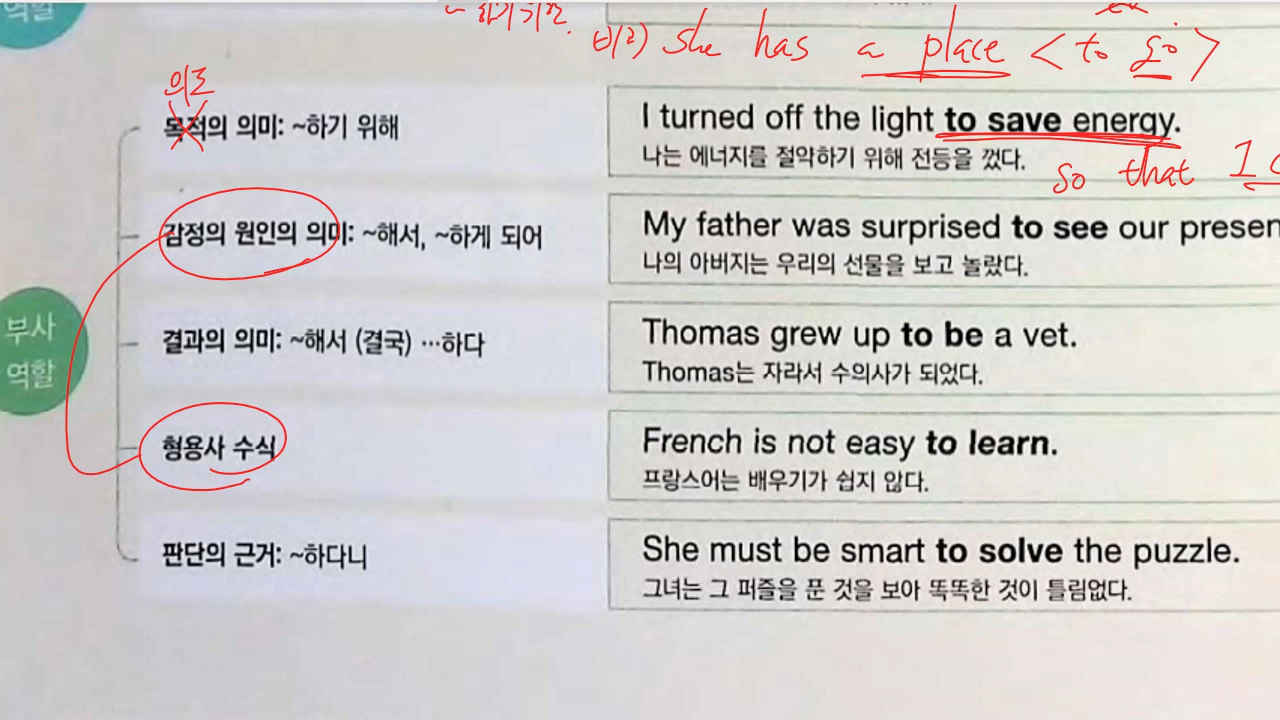 역할
~하기 위한.
비2) she has a place < to go >
의도
목적의 의미: ~하기 위해
I turned off the light to save energy.
나는 에너지를 절약하기 위해 전등을 껐다.
so that I
감정의 원인의 의미: ~해서, ~하게 되어
My father was surprised to see our presen
나의 아버지는 우리의 선물을 보고 놀랐다.
부사
역할
결과의 의미: ~해서 (결국) …하다
Thomas grew up to be a vet.
Thomas는 자라서 수의사가 되었다.
형용사 수식
French is not easy to learn.
프랑스어는 배우기가 쉽지 않다.
판단의 근거: ~하다니
She must be smart to solve the puzzle.
그녀는 그 퍼즐을 푼 것을 보아 똑똑한 것이 틀림없다.